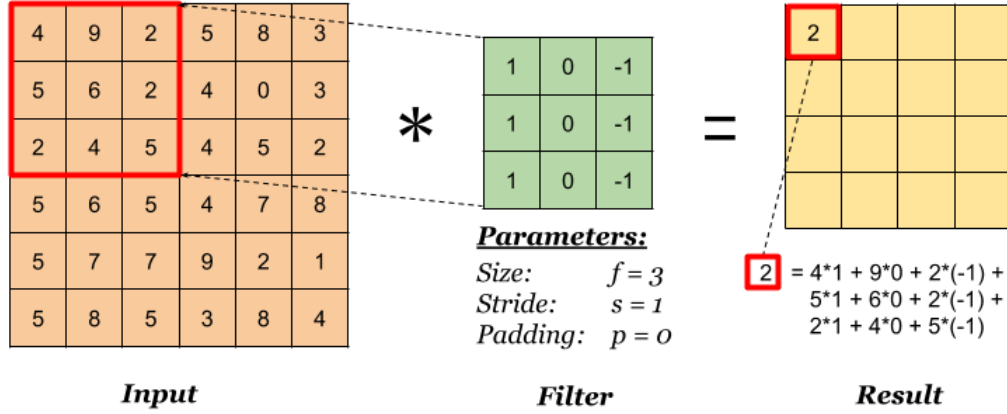 4 9 2 5 8 3
5 6 2 4 0 3
2 4 5 4 5 2
5 6 5 4 7 8
5 7 7 9 2 1
5 8 5 3 8 4
Input
*
1 0 -1
1 0 -1
1 0 -1
Parameters:
Size: f = 3
Stride: s = 1
Padding: p = 0
Filter
=
2
2 = 4*1 + 9*0 + 2*(-1) +
5*1 + 6*0 + 2*(-1) +
2*1 + 4*0 + 5*(-1)
Result